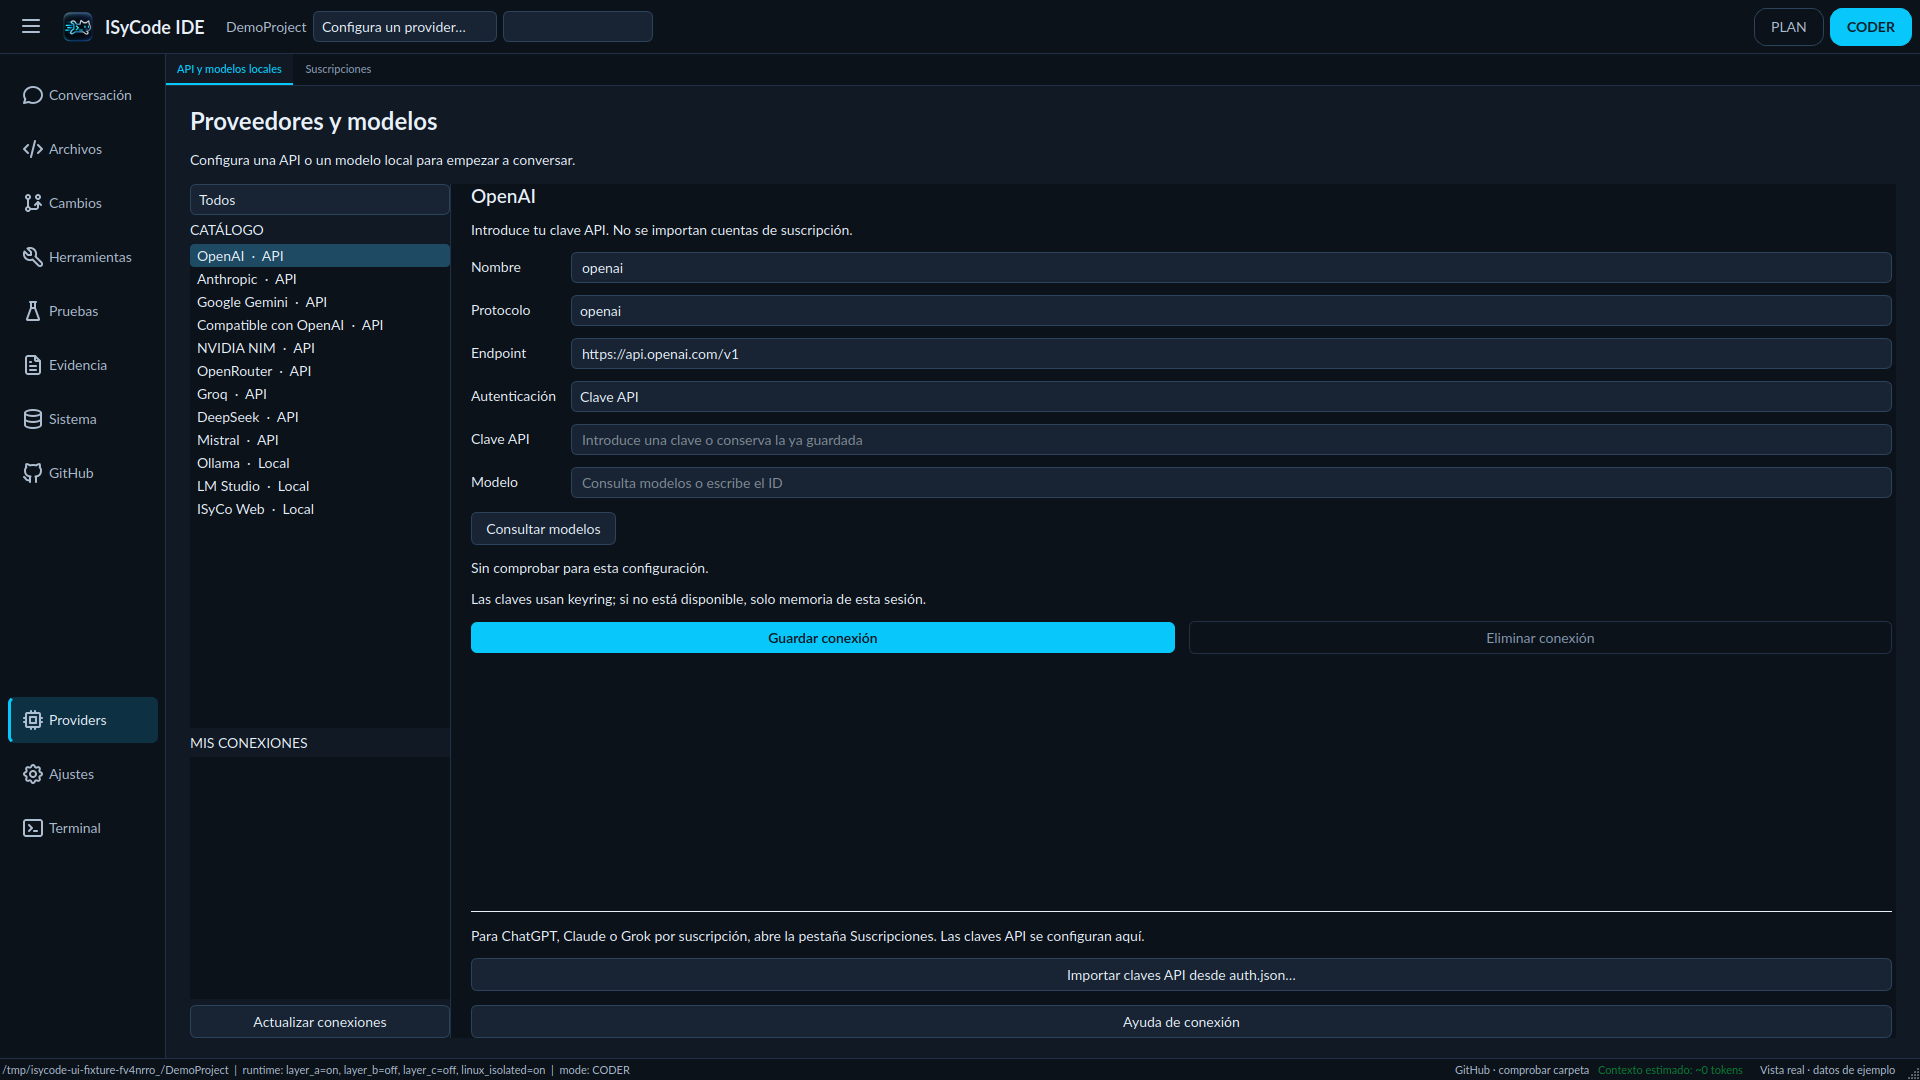 ISyCode IDE DemoProject Configura un provider... PLAN CODER
API y modelos locales Suscripciones
Conversación
Archivos
Cambios
Herramientas
Pruebas
Evidencia
Sistema
GitHub
Providers
Ajustes
Terminal
Proveedores y modelos
Configura una API o un modelo local para empezar a conversar.
Todos
CATÁLOGO
OpenAI · API
Anthropic · API
Google Gemini · API
Compatible con OpenAI · API
NVIDIA NIM · API
OpenRouter · API
Groq · API
DeepSeek · API
Mistral · API
Ollama · Local
LM Studio · Local
ISyCo Web · Local
MIS CONEXIONES
Actualizar conexiones
OpenAI
Introduce tu clave API. No se importan cuentas de suscripción.
Nombre openai
Protocolo openai
Endpoint https://api.openai.com/v1
Autenticación Clave API
Clave API Introduce una clave o conserva la ya guardada
Modelo Consulta modelos o escribe el ID
Consultar modelos
Sin comprobar para esta configuración.
Las claves usan keyring; si no está disponible, solo memoria de esta sesión.
Guardar conexión Eliminar conexión
Para ChatGPT, Claude o Grok por suscripción, abre la pestaña Suscripciones. Las claves API se configuran aquí.
Importar claves API desde auth.json...
Ayuda de conexión
/tmp/isycode-ui-fixture-fv4nrro_/DemoProject | runtime: layer_a=on, layer_b=off, layer_c=off, linux_isolated=on | mode: CODER GitHub · comprobar carpeta Contexto estimado: ~0 tokens Vista real · datos de ejemplo